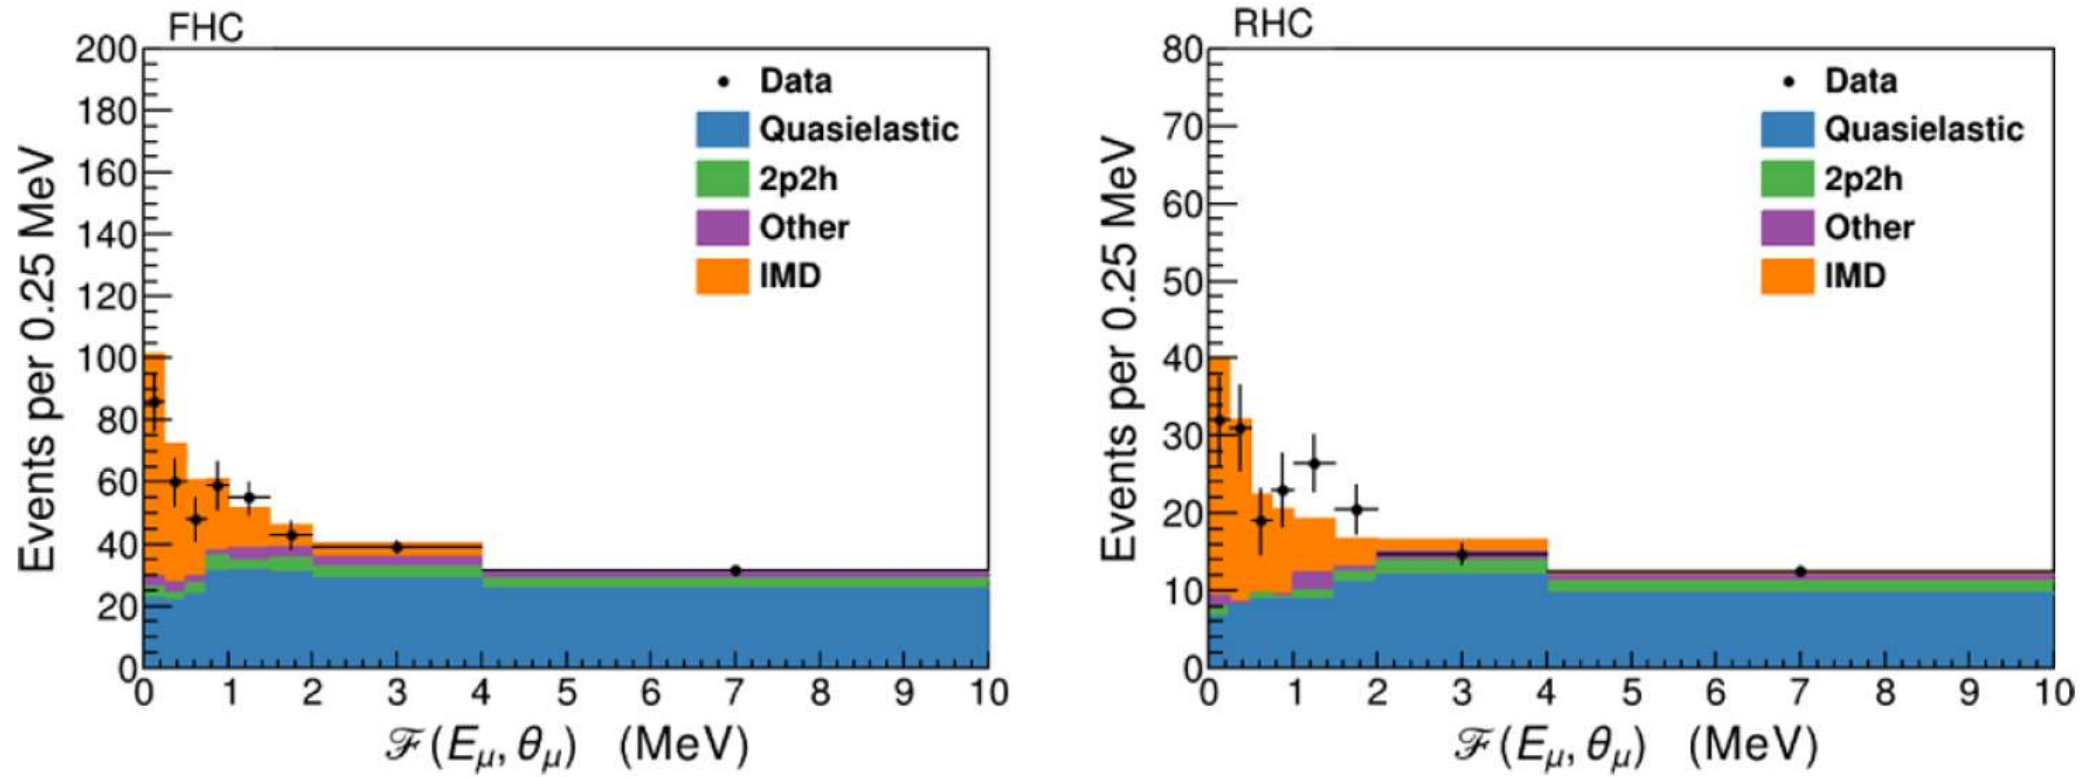 FHC
200
180
160
140
120
100
80
60
40
20
0
Events per 0.25 MeV
Data
Quasielastic
2p2h
Other
IMD
0 1 2 3 4 5 6 7 8 9 10
ℱ(E_μ, θ_μ) (MeV)
RHC
80
70
60
50
40
30
20
10
0
Events per 0.25 MeV
Data
Quasielastic
2p2h
Other
IMD
0 1 2 3 4 5 6 7 8 9 10
ℱ(E_μ, θ_μ) (MeV)